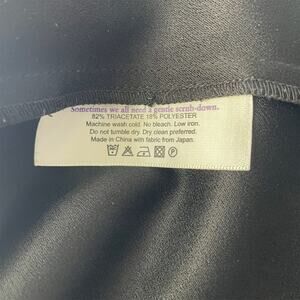 Sometimes we all need a gentle scrub-down.
82% TRIACETATE 18% POLYESTER
Machine wash cold. No bleach. Low iron.
Do not tumble dry. Dry clean preferred.
Made in China with fabric from Japan.